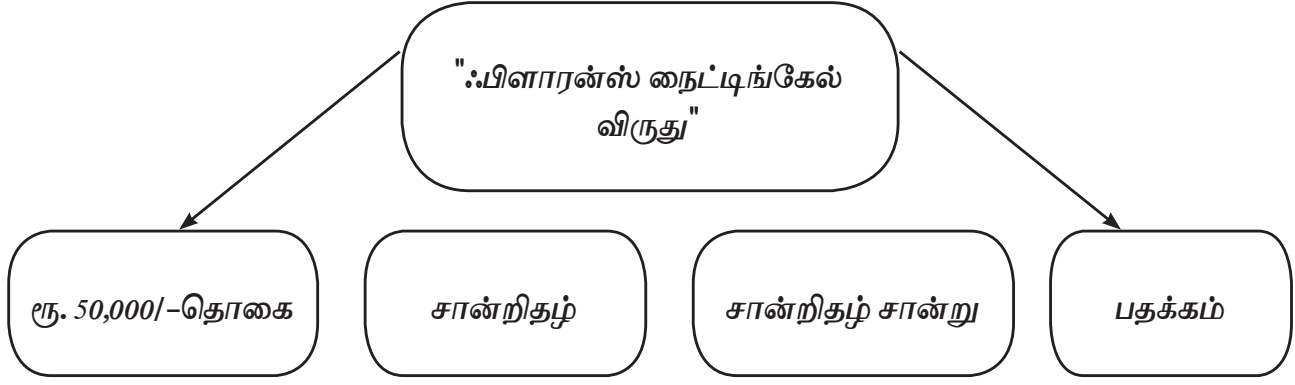 "ஃபிளாரன்ஸ் நைட்டிங்கேல்
விருது"
ரூ. 50,000/-தொகை
சான்றிதழ்
சான்றிதழ் சான்று
பதக்கம்